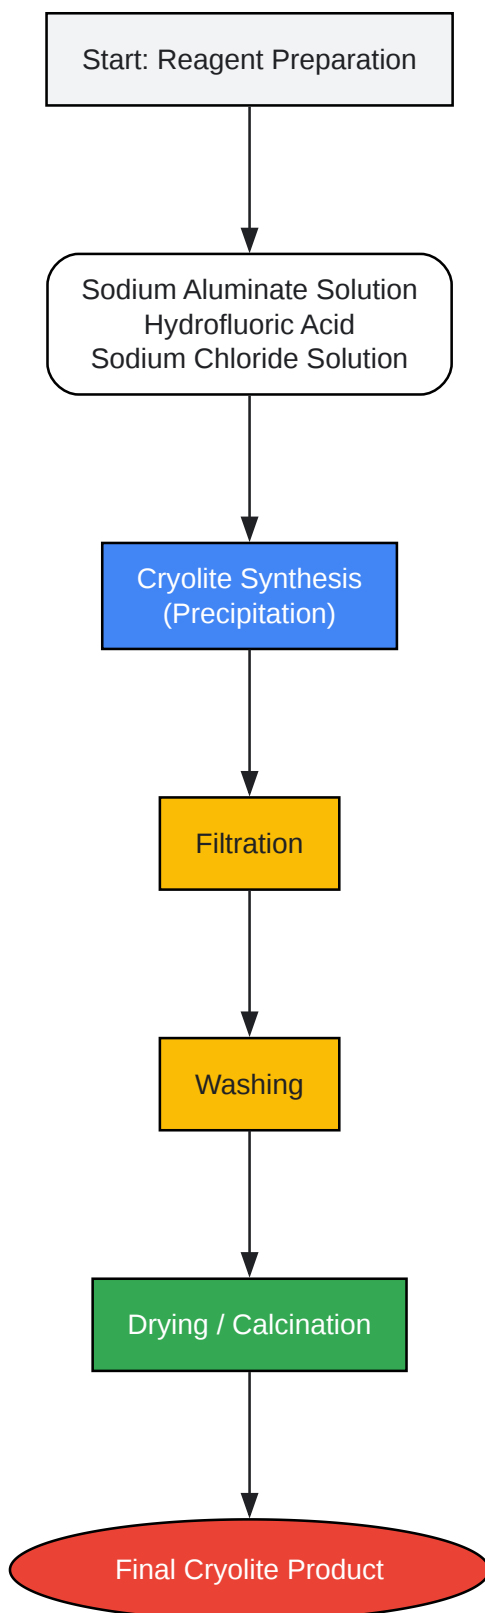 Start: Reagent Preparation
Sodium Aluminate Solution
Hydrofluoric Acid
Sodium Chloride Solution
Cryolite Synthesis
(Precipitation)
Filtration
Washing
Drying / Calcination
Final Cryolite Product